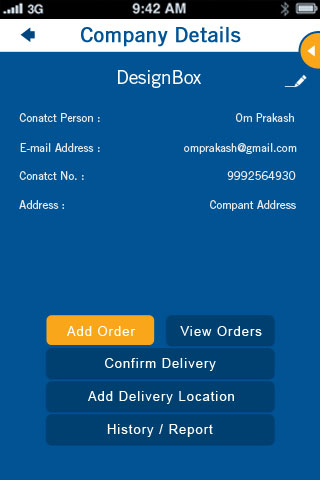 3G 9:42 AM
Company Details
DesignBox
Conatct Person : Om Prakash
E-mail Address : omprakash@gmail.com
Conatct No. : 9992564930
Address : Compant Address
Add Order View Orders
Confirm Delivery
Add Delivery Location
History / Report